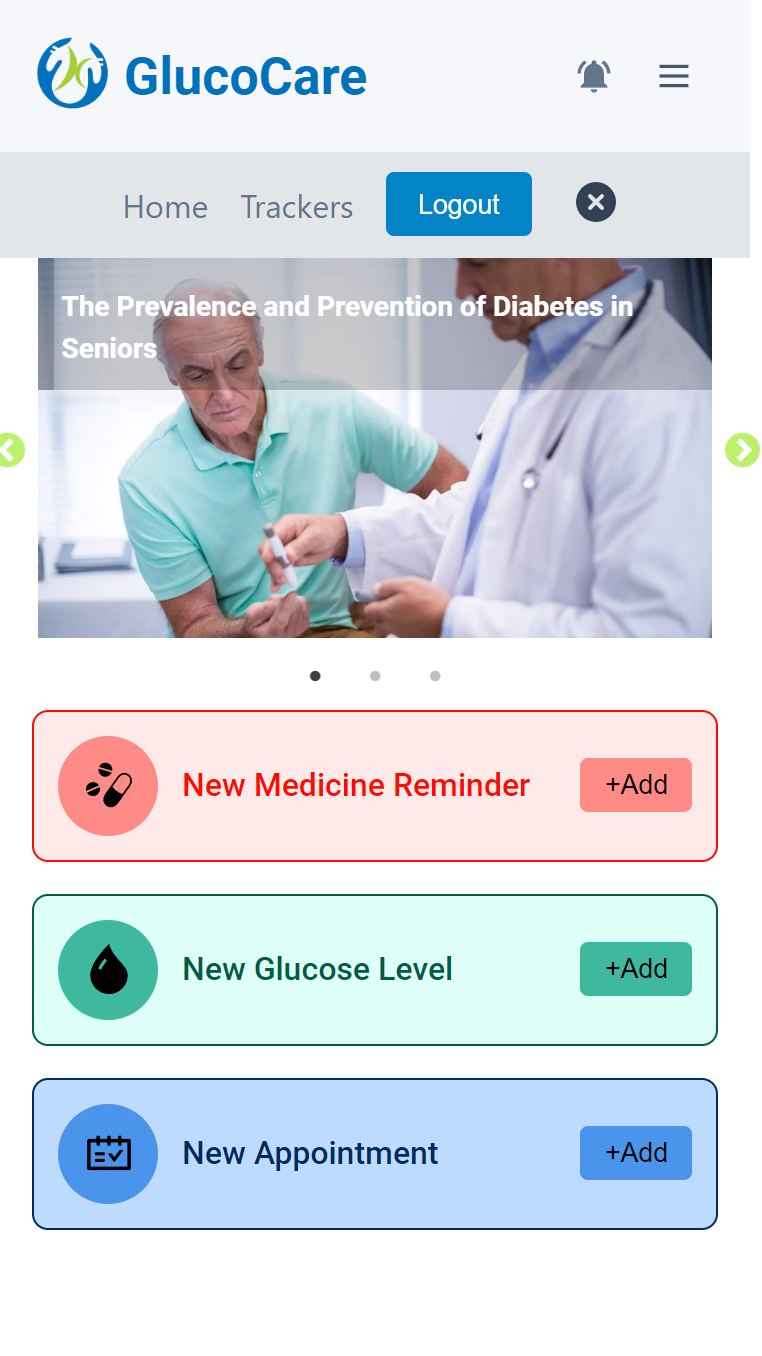 GlucoCare
Home Trackers Logout
The Prevalence and Prevention of Diabetes in
Seniors
New Medicine Reminder +Add
New Glucose Level +Add
New Appointment +Add